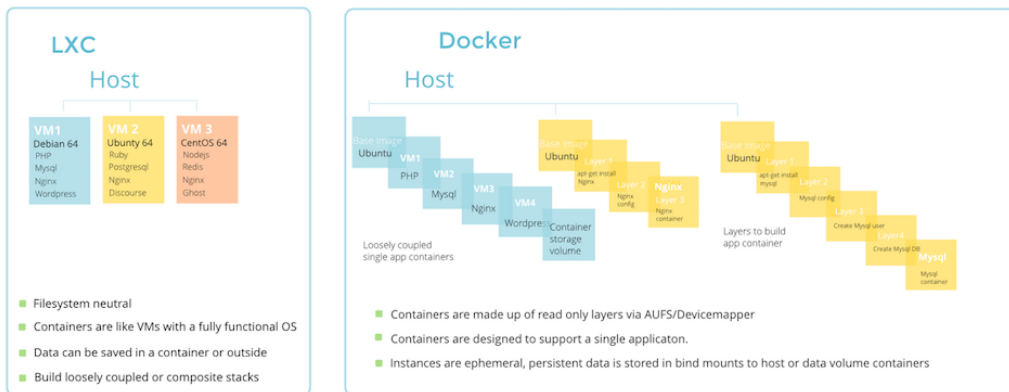 LXC
Host
VM1
Debian 64
PHP
Mysql
Nginx
Wordpress
VM 2
Ubunty 64
Ruby
Postgresql
Nginx
Discourse
VM 3
CentOS 64
Nodejs
Redis
Nginx
Ghost
Filesystem neutral
Containers are like VMs with a fully functional OS
Data can be saved in a container or outside
Build loosely coupled or composite stacks
Docker
Host
Base Image
Ubuntu
VM1
PHP
VM2
Mysql
VM3
Nginx
VM4
Wordpress
Container
storage
volume
Loosely coupled
single app containers
Base Image
Ubuntu
Layer 1
apt-get install
Nginx
Layer 2
Nginx
config
Nginx
Layer 3
Nginx
container
Base Image
Ubuntu
Layer 1
apt-get install
mysql
Layer 2
Mysql config
Layer 3
Create Mysql user
Layer4
Create Mysql DB
Mysql
Mysql
container
Layers to build
app container
Containers are made up of read only layers via AUFS/Devicemapper
Containers are designed to support a single applicaton.
Instances are ephemeral, persistent data is stored in bind mounts to host or data volume containers